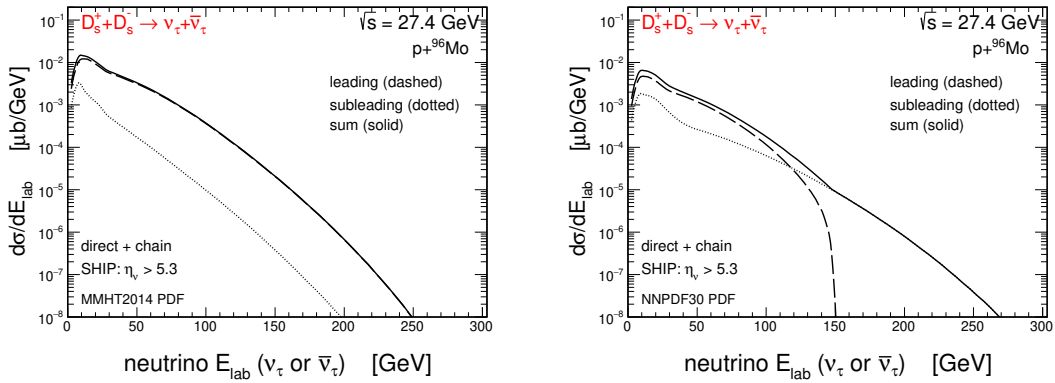 D_s^+ + D_s^- → ν_τ + ν̄_τ
√s = 27.4 GeV
p+^96Mo
leading (dashed)
subleading (dotted)
sum (solid)
direct + chain
SHIP: η_ν > 5.3
MMHT2014 PDF
dσ/dE_lab [μb/GeV]
10^-1
10^-2
10^-3
10^-4
10^-5
10^-6
10^-7
10^-8
0 50 100 150 200 250 300
neutrino E_lab (ν_τ or ν̄_τ) [GeV]
D_s^+ + D_s^- → ν_τ + ν̄_τ
√s = 27.4 GeV
p+^96Mo
leading (dashed)
subleading (dotted)
sum (solid)
direct + chain
SHIP: η_ν > 5.3
NNPDF30 PDF
dσ/dE_lab [μb/GeV]
10^-1
10^-2
10^-3
10^-4
10^-5
10^-6
10^-7
10^-8
0 50 100 150 200 250 300
neutrino E_lab (ν_τ or ν̄_τ) [GeV]